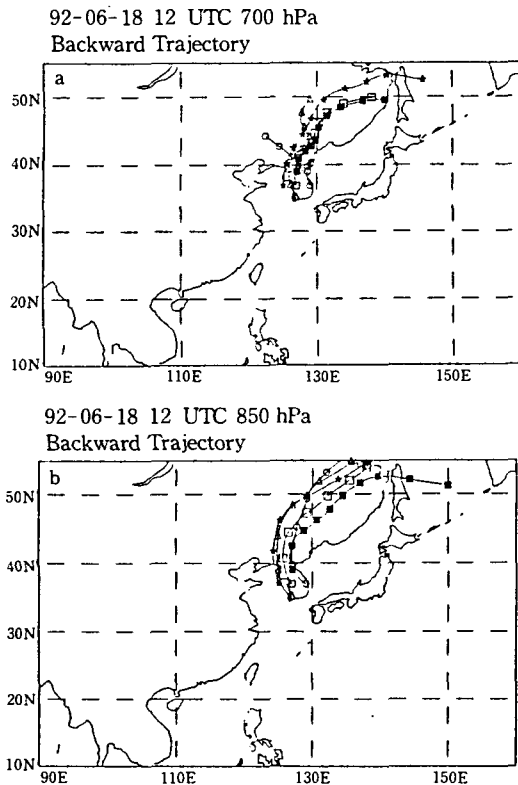 92-06-18 12 UTC 700 hPa
Backward Trajectory
a
50N
40N
30N
20N
10N
90E 110E 130E 150E
92-06-18 12 UTC 850 hPa
Backward Trajectory
b
50N
40N
30N
20N
10N
90E 110E 130E 150E